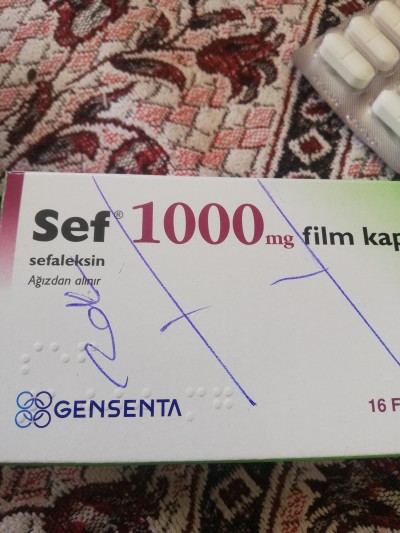 Sef® 1000 mg film kap
sefaleksin
Ağızdan alınır
GENSENTA
16 F